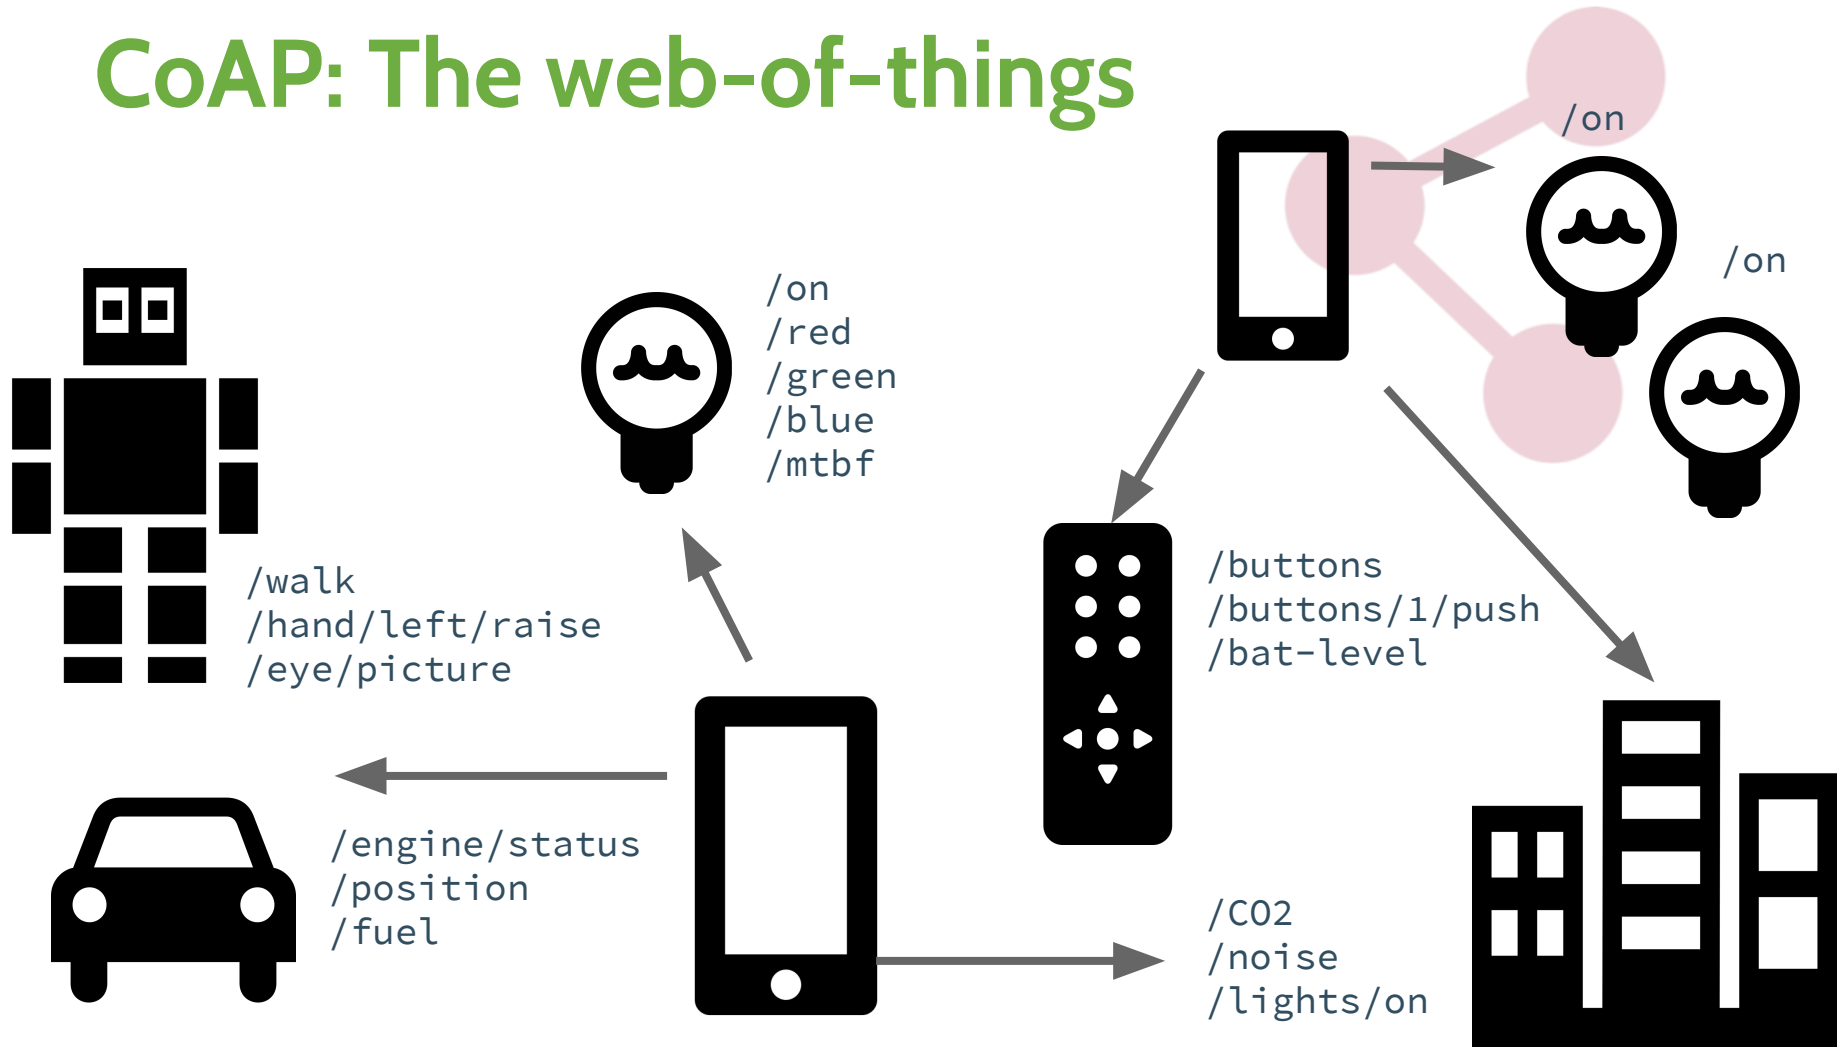 CoAP: The web-of-things
/on
/on
/on
/red
/green
/blue
/mtbf
/walk
/hand/left/raise
/eye/picture
/buttons
/buttons/1/push
/bat-level
/engine/status
/position
/fuel
/CO2
/noise
/lights/on